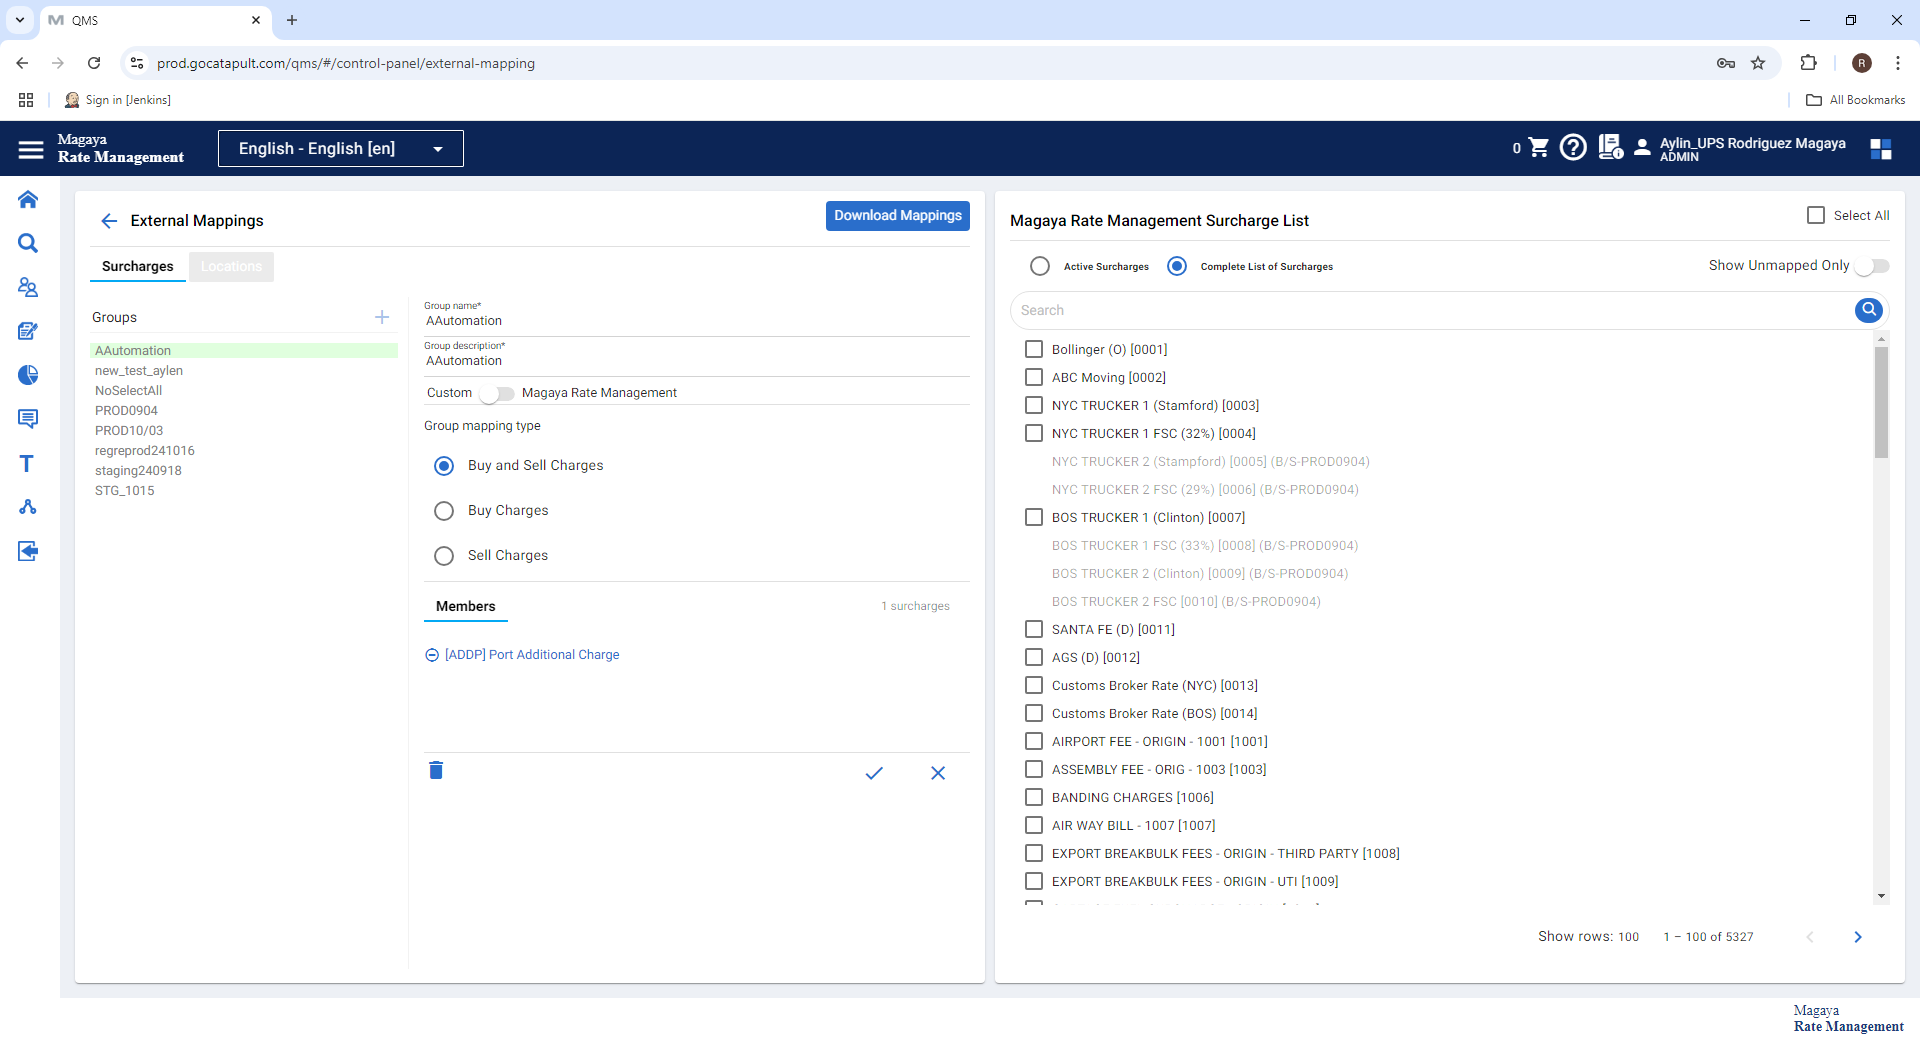 QMS
prod.gocatapult.com/qms/#/control-panel/external-mapping
R
Sign in [Jenkins]
All Bookmarks
Magaya
Rate Management
English - English [en]
0
Aylin_UPS Rodriguez Magaya
ADMIN
External Mappings
Download Mappings
Surcharges
Locations
Groups
AAutomation
new_test_aylen
NoSelectAll
PROD0904
PROD10/03
regreprod241016
staging240918
STG_1015
Group name*
AAutomation
Group description*
AAutomation
Custom
Magaya Rate Management
Group mapping type
Buy and Sell Charges
Buy Charges
Sell Charges
Members
1 surcharges
[ADDP] Port Additional Charge
Magaya Rate Management Surcharge List
Select All
Active Surcharges
Complete List of Surcharges
Show Unmapped Only
Search
Bollinger (O) [0001]
ABC Moving [0002]
NYC TRUCKER 1 (Stamford) [0003]
NYC TRUCKER 1 FSC (32%) [0004]
NYC TRUCKER 2 (Stampford) [0005] (B/S-PROD0904)
NYC TRUCKER 2 FSC (29%) [0006] (B/S-PROD0904)
BOS TRUCKER 1 (Clinton) [0007]
BOS TRUCKER 1 FSC (33%) [0008] (B/S-PROD0904)
BOS TRUCKER 2 (Clinton) [0009] (B/S-PROD0904)
BOS TRUCKER 2 FSC [0010] (B/S-PROD0904)
SANTA FE (D) [0011]
AGS (D) [0012]
Customs Broker Rate (NYC) [0013]
Customs Broker Rate (BOS) [0014]
AIRPORT FEE - ORIGIN - 1001 [1001]
ASSEMBLY FEE - ORIG - 1003 [1003]
BANDING CHARGES [1006]
AIR WAY BILL - 1007 [1007]
EXPORT BREAKBULK FEES - ORIGIN - THIRD PARTY [1008]
EXPORT BREAKBULK FEES - ORIGIN - UTI [1009]
Show rows: 100
1 – 100 of 5327
Magaya
Rate Management